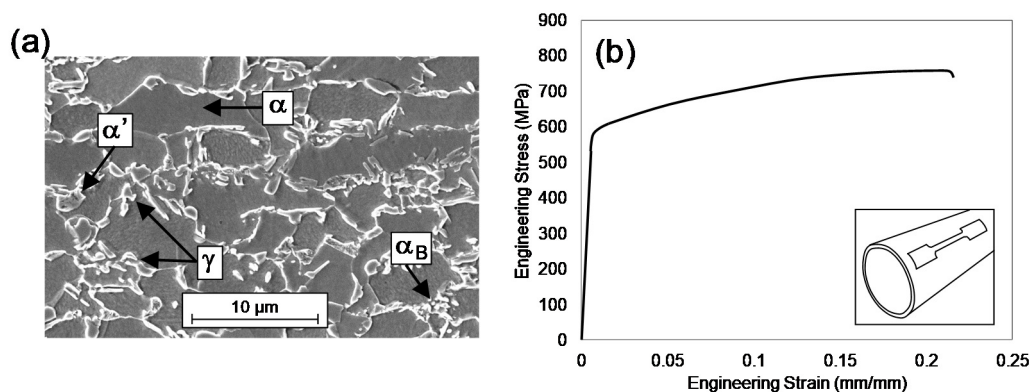 (a)
α
α'
γ
αB
10 µm
(b)
Engineering Stress (MPa)
900
800
700
600
500
400
300
200
100
0
0
0.05
0.1
0.15
0.2
0.25
Engineering Strain (mm/mm)